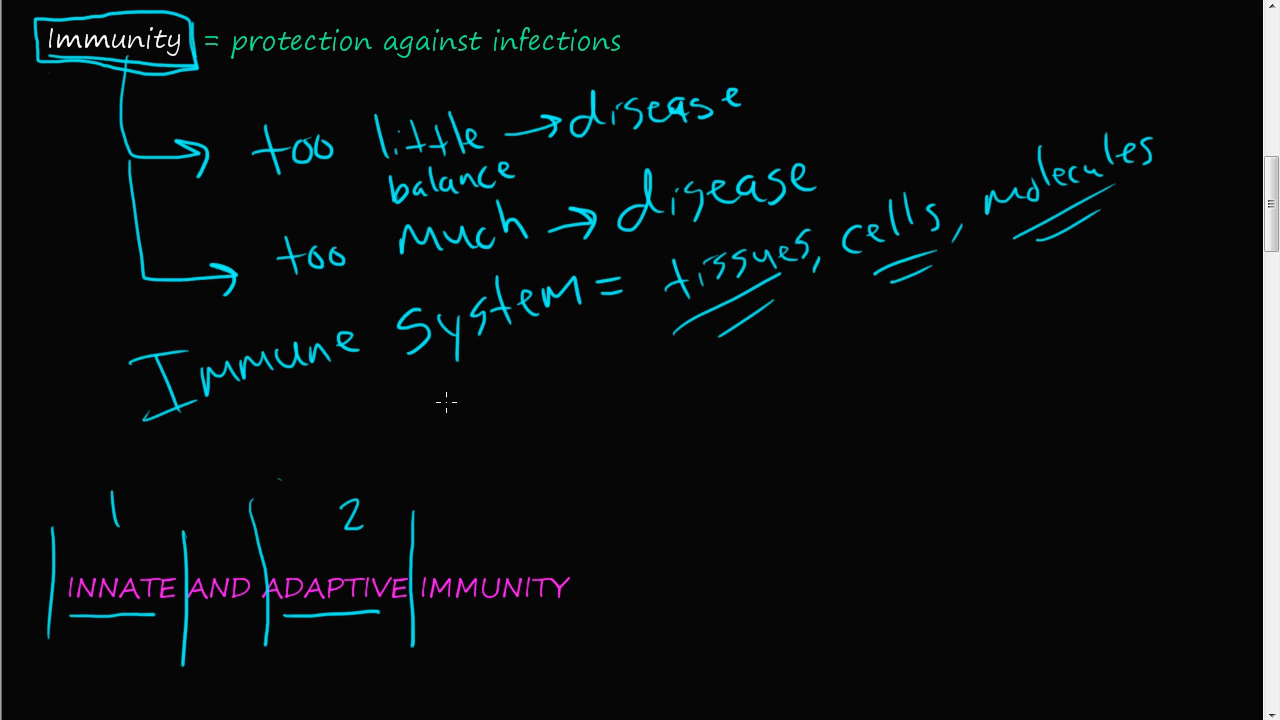 Immunity = protection against infections
too little → disease
balance
too much → disease
Immune System = tissues, cells, molecules
1 2
INNATE AND ADAPTIVE IMMUNITY